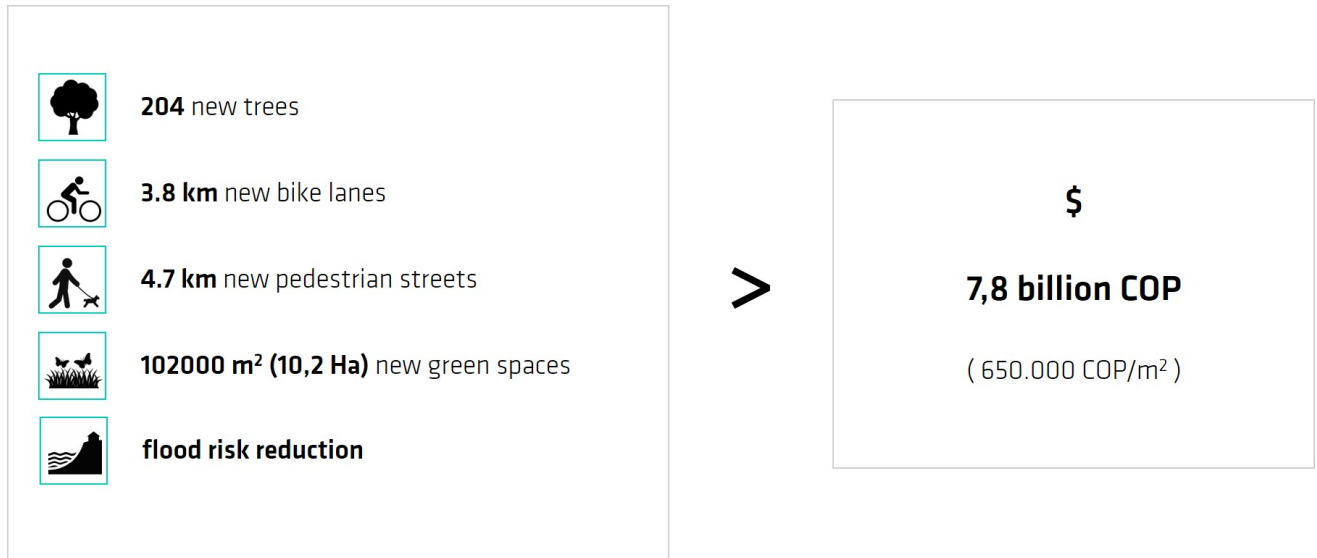 204 new trees
3.8 km new bike lanes
4.7 km new pedestrian streets
102000 m² (10,2 Ha) new green spaces
flood risk reduction
>
$
7,8 billion COP
( 650.000 COP/m² )